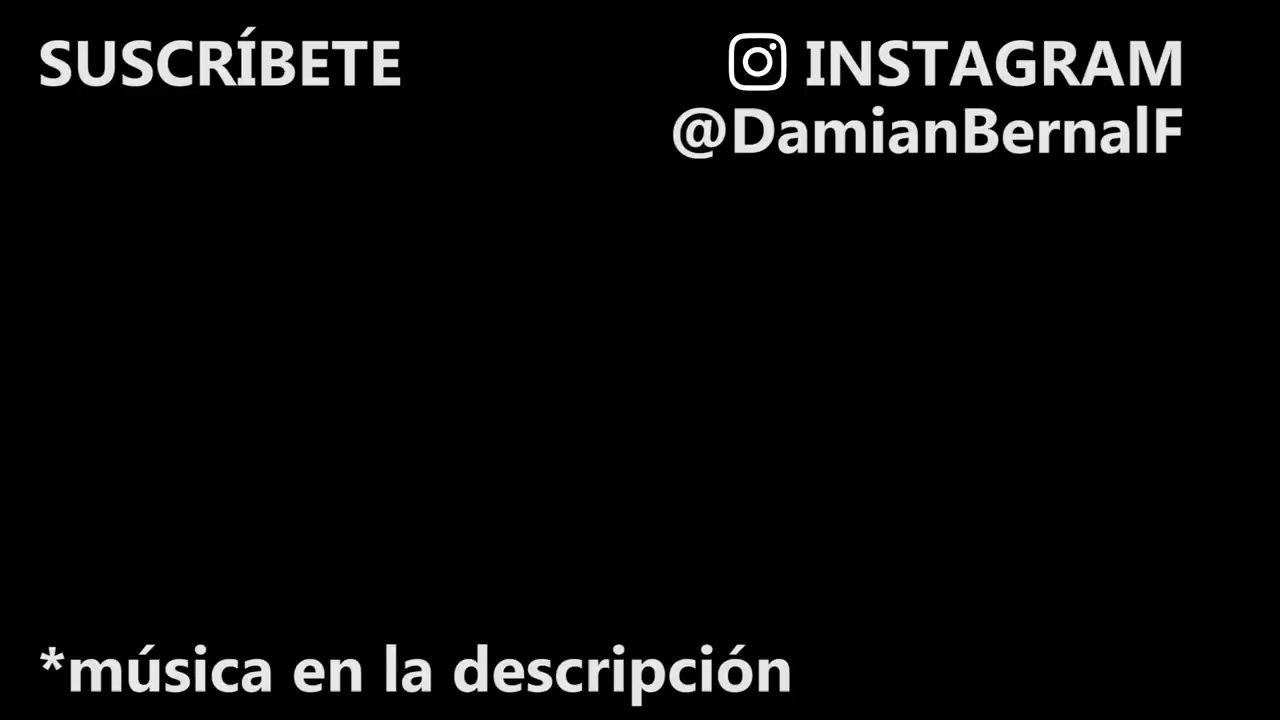 SUSCRÍBETE
INSTAGRAM
@DamianBernalF
*música en la descripción